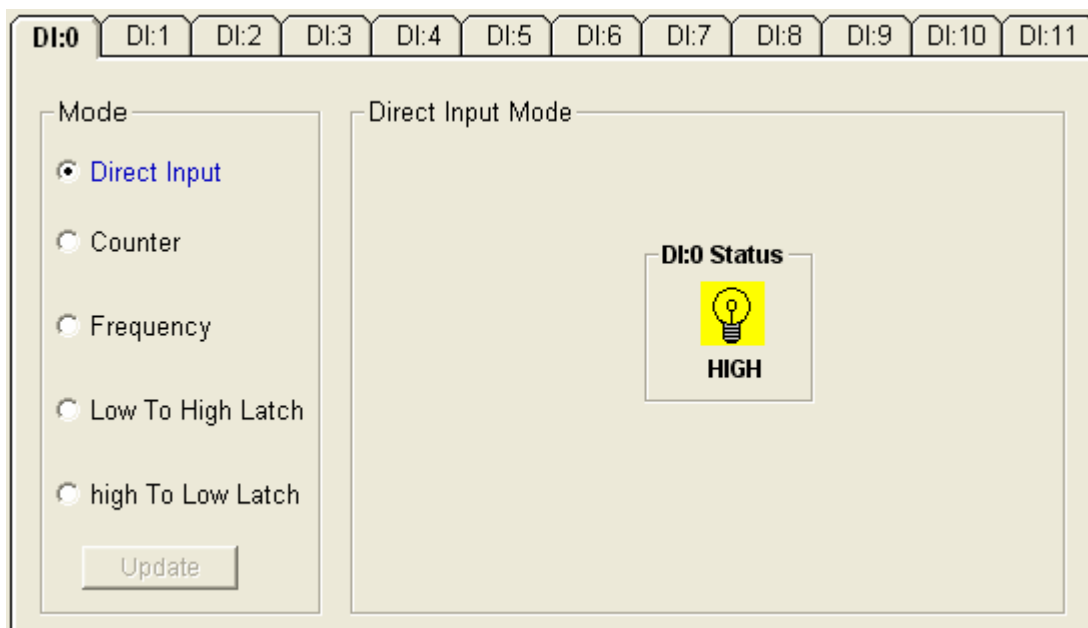 DI:0 DI:1 DI:2 DI:3 DI:4 DI:5 DI:6 DI:7 DI:8 DI:9 DI:10 DI:11
Mode
Direct Input
Counter
Frequency
Low To High Latch
high To Low Latch
Update
Direct Input Mode
DI:0 Status
HIGH